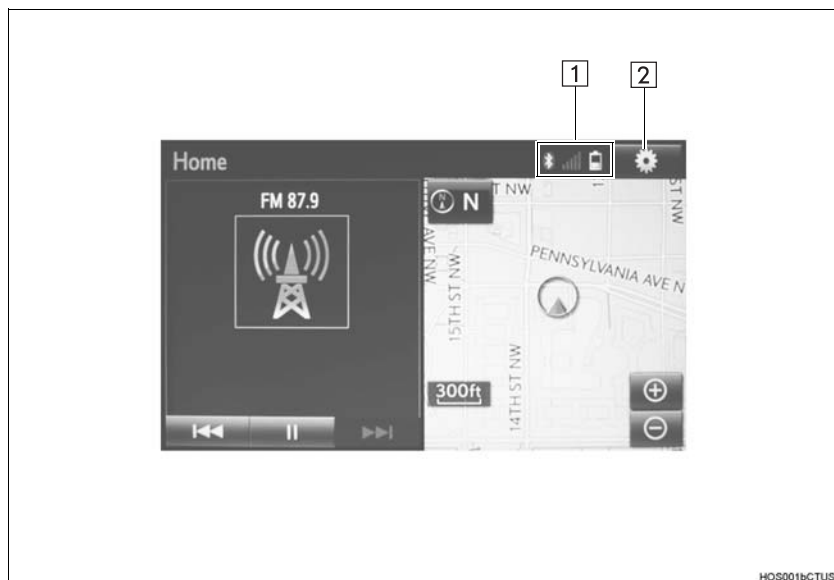 1 2
Home
FM 87.9
N
T NW
1
ST NW
AVE NW
PENNSYLVANIA AVE N
15TH ST NW
14TH ST NW
300ft
HOS001bCTUS